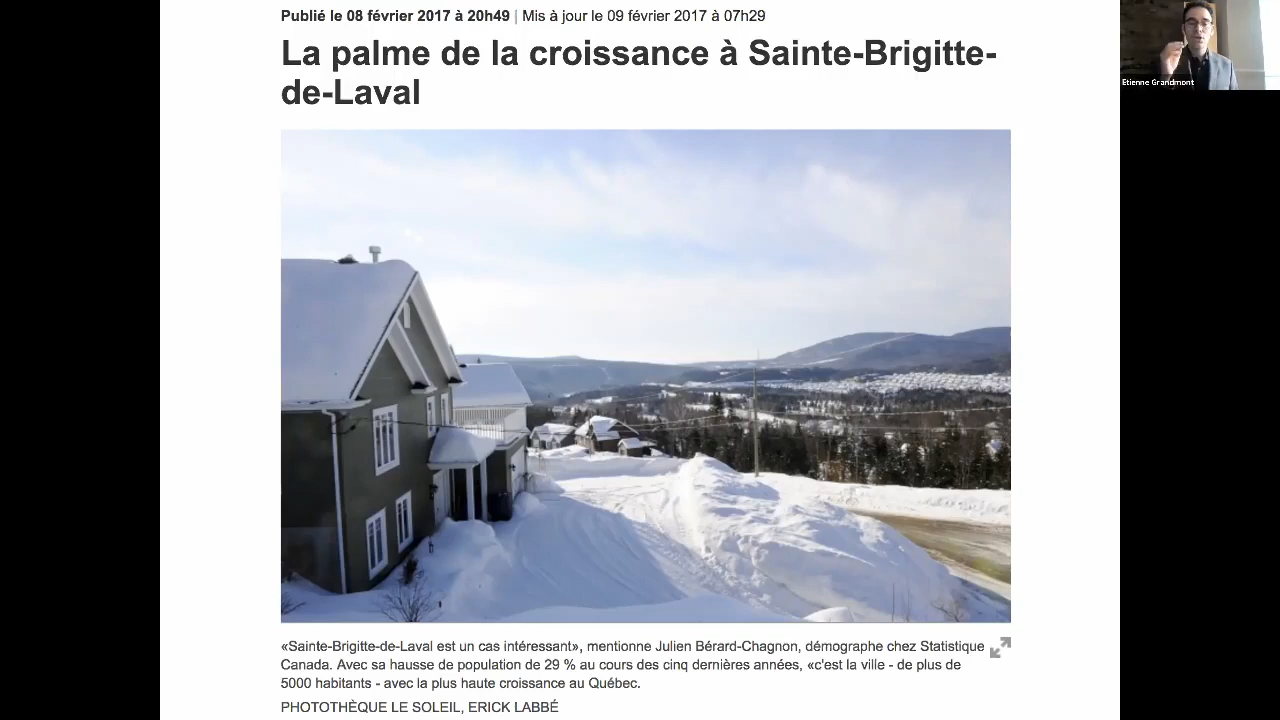 Publié le 08 février 2017 à 20h49 | Mis à jour le 09 février 2017 à 07h29
La palme de la croissance à Sainte-Brigitte-
de-Laval
Etienne Grandmont
«Sainte-Brigitte-de-Laval est un cas intéressant», mentionne Julien Bérard-Chagnon, démographe chez Statistique
Canada. Avec sa hausse de population de 29 % au cours des cinq dernières années, «c'est la ville - de plus de
5000 habitants - avec la plus haute croissance au Québec.
PHOTOTHÈQUE LE SOLEIL, ERICK LABBÉ